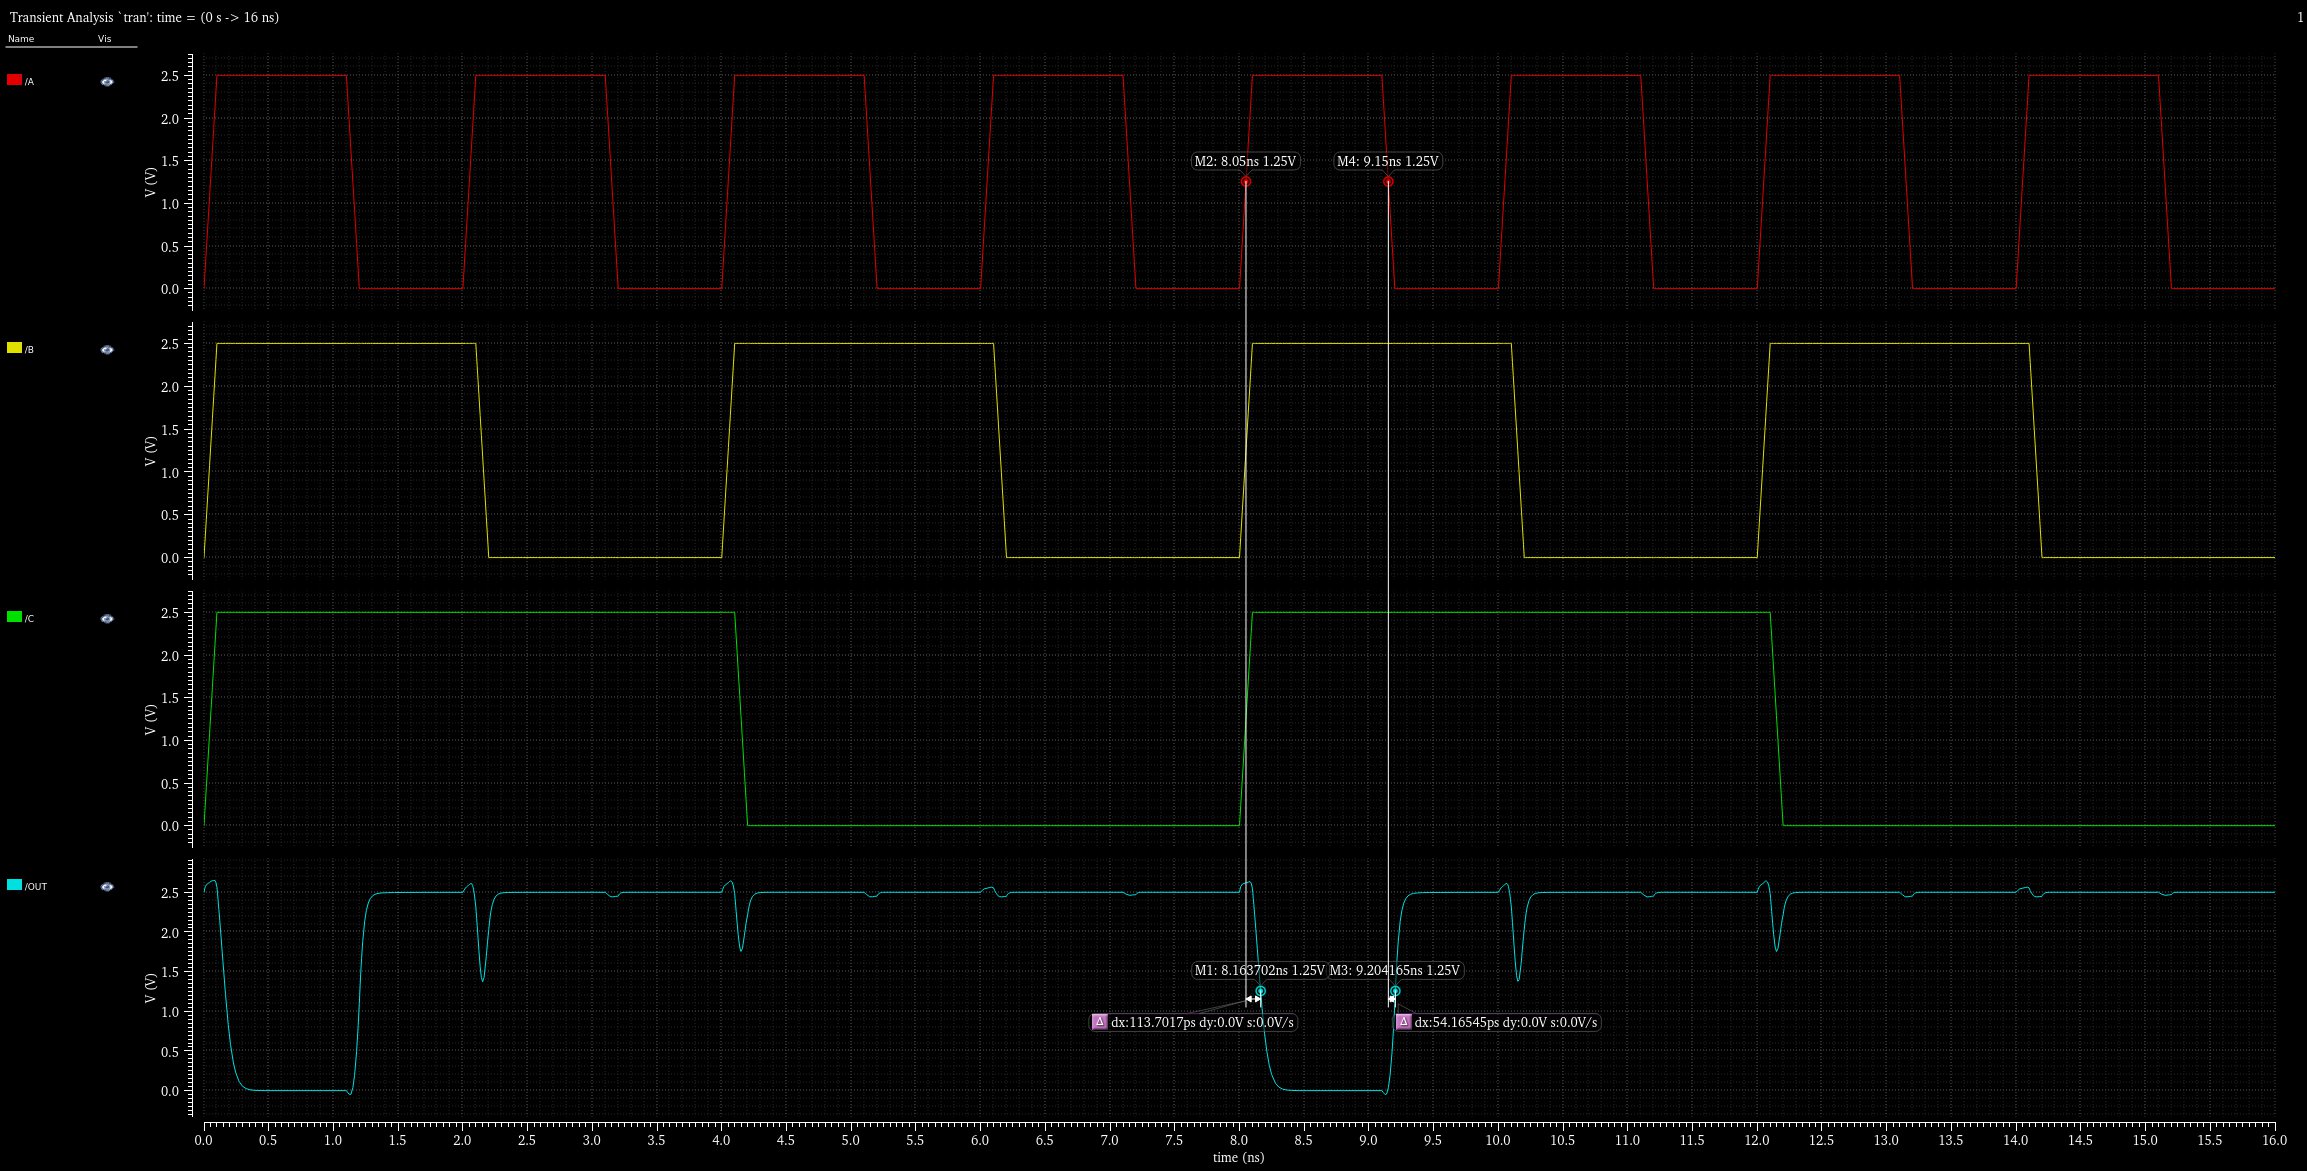 Transient Analysis `tran': time = (0 s -> 16 ns)
1
Name Vis
/A
V (V)
2.5
2.0
1.5
1.0
0.5
0.0
M2: 8.05ns 1.25V
M4: 9.15ns 1.25V
/B
V (V)
2.5
2.0
1.5
1.0
0.5
0.0
/C
V (V)
2.5
2.0
1.5
1.0
0.5
0.0
/OUT
V (V)
2.5
2.0
1.5
1.0
0.5
0.0
M1: 8.163702ns 1.25V
M3: 9.204165ns 1.25V
Δ dx:113.7017ps dy:0.0V s:0.0V/s
Δ dx:54.16545ps dy:0.0V s:0.0V/s
0.0 0.5 1.0 1.5 2.0 2.5 3.0 3.5 4.0 4.5 5.0 5.5 6.0 6.5 7.0 7.5 8.0 8.5 9.0 9.5 10.0 10.5 11.0 11.5 12.0 12.5 13.0 13.5 14.0 14.5 15.0 15.5 16.0
time (ns)